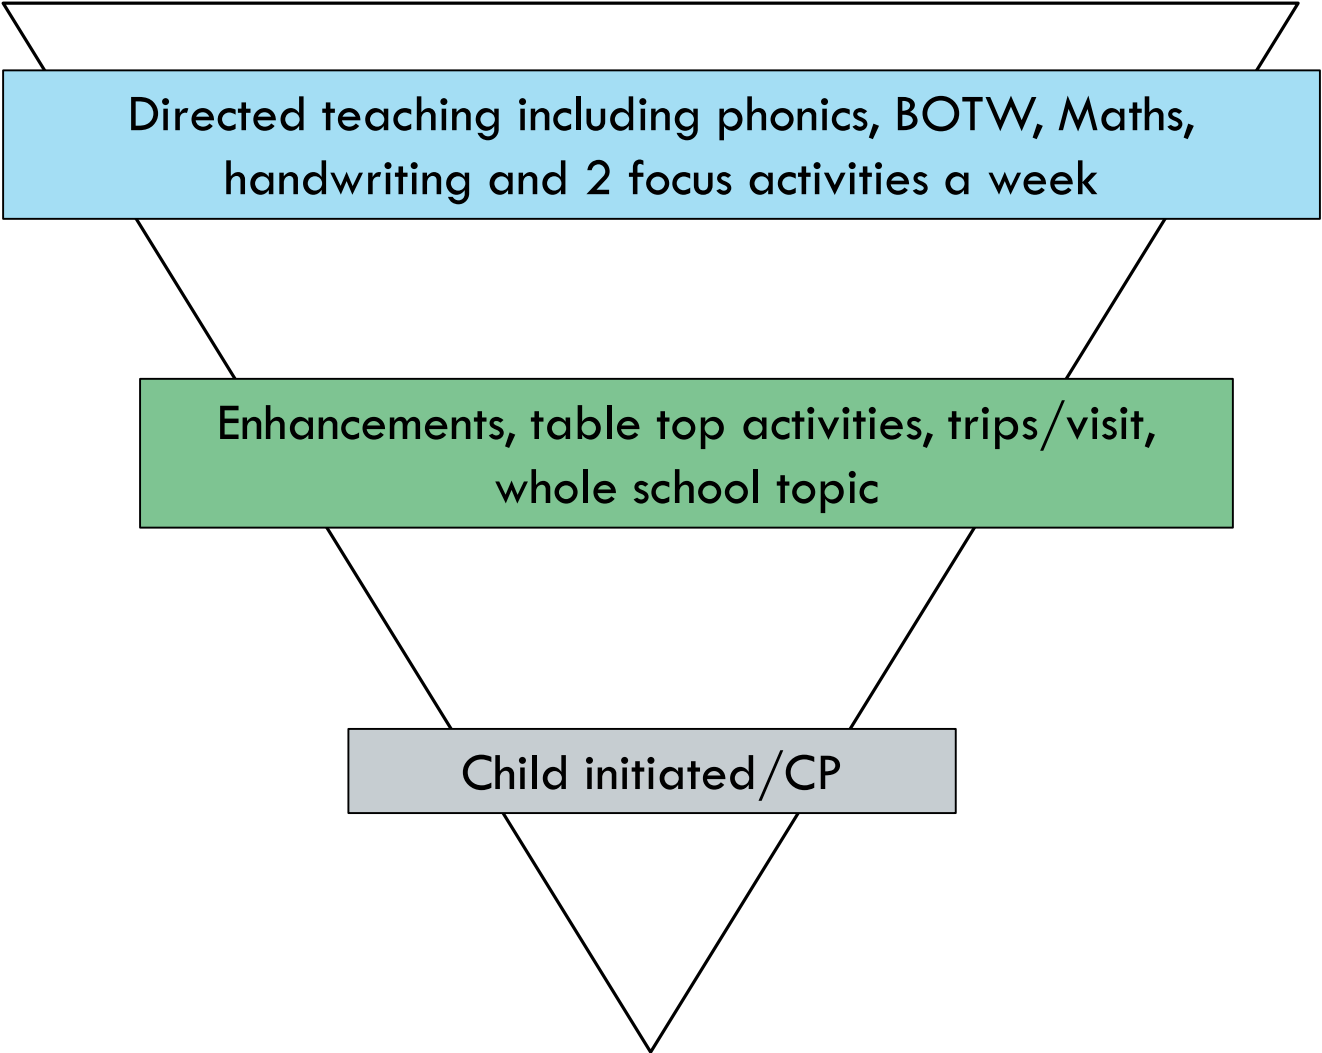 Directed teaching including phonics, BOTW, Maths,
handwriting and 2 focus activities a week
Enhancements, table top activities, trips/visit,
whole school topic
Child initiated/CP